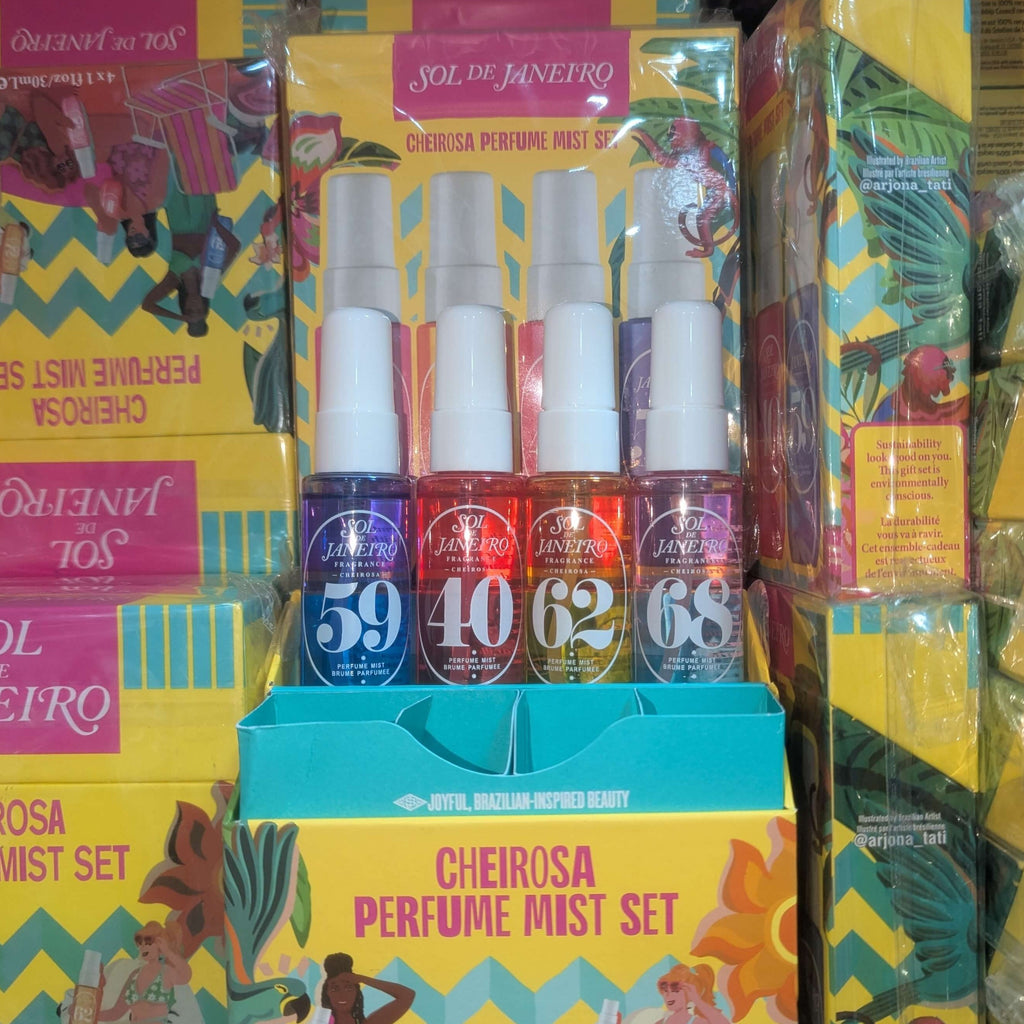 SOL DE JANEIRO
4 x 1 fl oz/30mL e
CHEIROSA
PERFUME MIST SE
SOL
DE
JANEIRO
SOL DE JANEIRO
CHEIROSA PERFUME MIST SET
SOL
DE
JANEIRO
FRAGRANCE
CHEIROSA
59
PERFUME MIST
BRUME PARFUMÉE
SOL
DE
JANEIRO
FRAGRANCE
CHEIROSA
40
PERFUME MIST
BRUME PARFUMÉE
SOL
DE
JANEIRO
FRAGRANCE
CHEIROSA
62
PERFUME MIST
BRUME PARFUMÉE
SOL
DE
JANEIRO
FRAGRANCE
CHEIROSA
68
PERFUME MIST
BRUME PARFUMÉE
JOYFUL, BRAZILIAN-INSPIRED BEAUTY
CHEIROSA
PERFUME MIST SET
OL
EIRO
ROSA
MIST SET
62
Illustrated by Brazilian Artist
Illustré par l'artiste brésilienne
@arjona_tati
59
Sustainability
looks good on you.
This gift set is
environmentally
conscious.
La durabilité
vous va à ravir.
Cet ensemble-cadeau
est respectueux
de l'environnement.
Illustrated by Brazilian Artist
Illustré par l'artiste brésilienne
@arjona_tati